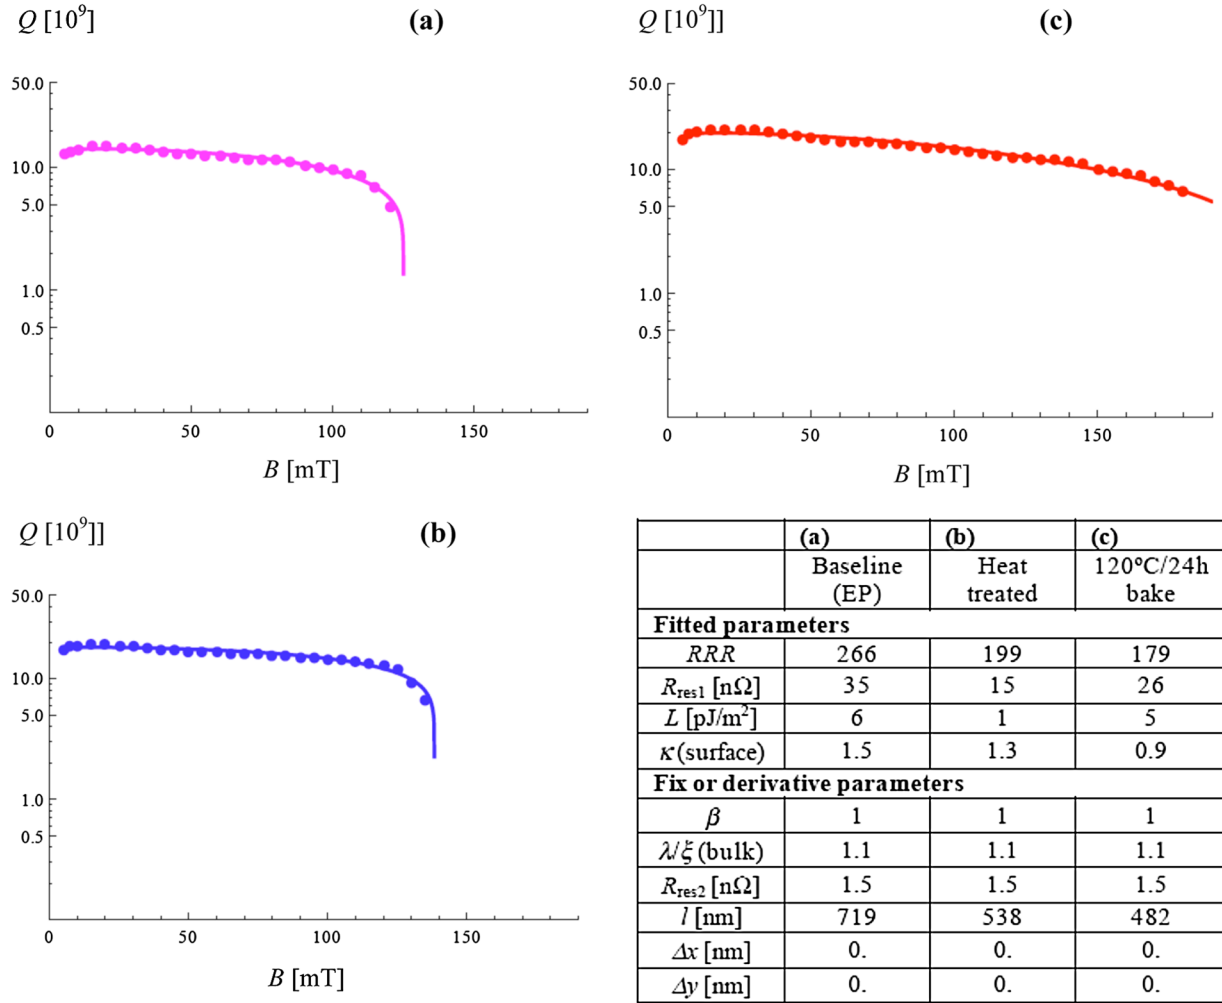 Q [10⁹]
(a)
50.0
10.0
5.0
1.0
0.5
0
50
100
150
B [mT]
Q [10⁹]]
(c)
50.0
10.0
5.0
1.0
0.5
0
50
100
150
B [mT]
Q [10⁹]]
(b)
50.0
10.0
5.0
1.0
0.5
0
50
100
150
B [mT]
(a) (b) (c)
Baseline (EP) Heat treated 120ºC/24h bake
Fitted parameters
RRR 266 199 179
Rres1 [nΩ] 35 15 26
L [pJ/m²] 6 1 5
κ (surface) 1.5 1.3 0.9
Fix or derivative parameters
β 1 1 1
λ/ξ (bulk) 1.1 1.1 1.1
Rres2 [nΩ] 1.5 1.5 1.5
l [nm] 719 538 482
Δx [nm] 0. 0. 0.
Δy [nm] 0. 0. 0.